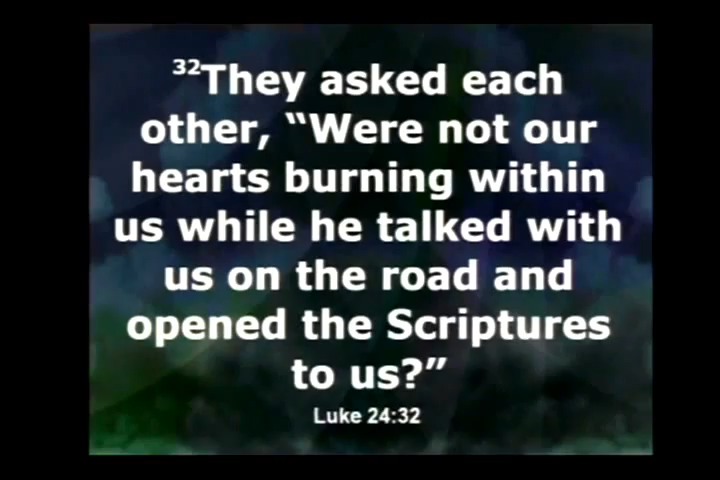 ³²They asked each
other, “Were not our
hearts burning within
us while he talked with
us on the road and
opened the Scriptures
to us?”
Luke 24:32